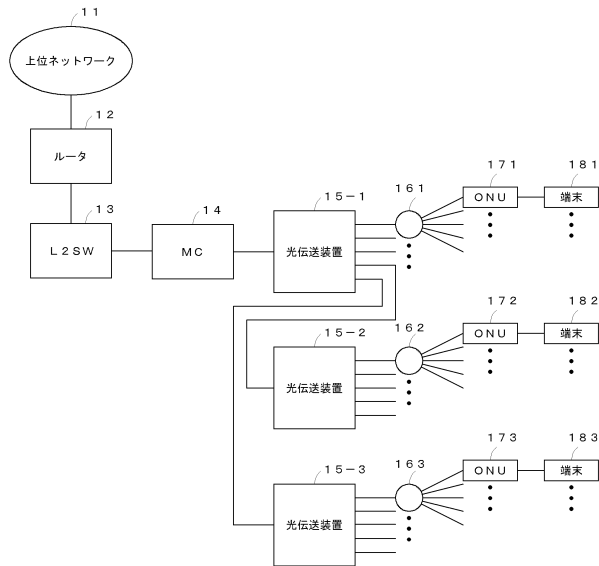 １１
上位ネットワーク
１２
ルータ
１３
Ｌ２ＳＷ
１４
ＭＣ
１５－１
光伝送装置
１６１
１７１
ＯＮＵ
１８１
端末
１５－２
光伝送装置
１６２
１７２
ＯＮＵ
１８２
端末
１５－３
光伝送装置
１６３
１７３
ＯＮＵ
１８３
端末